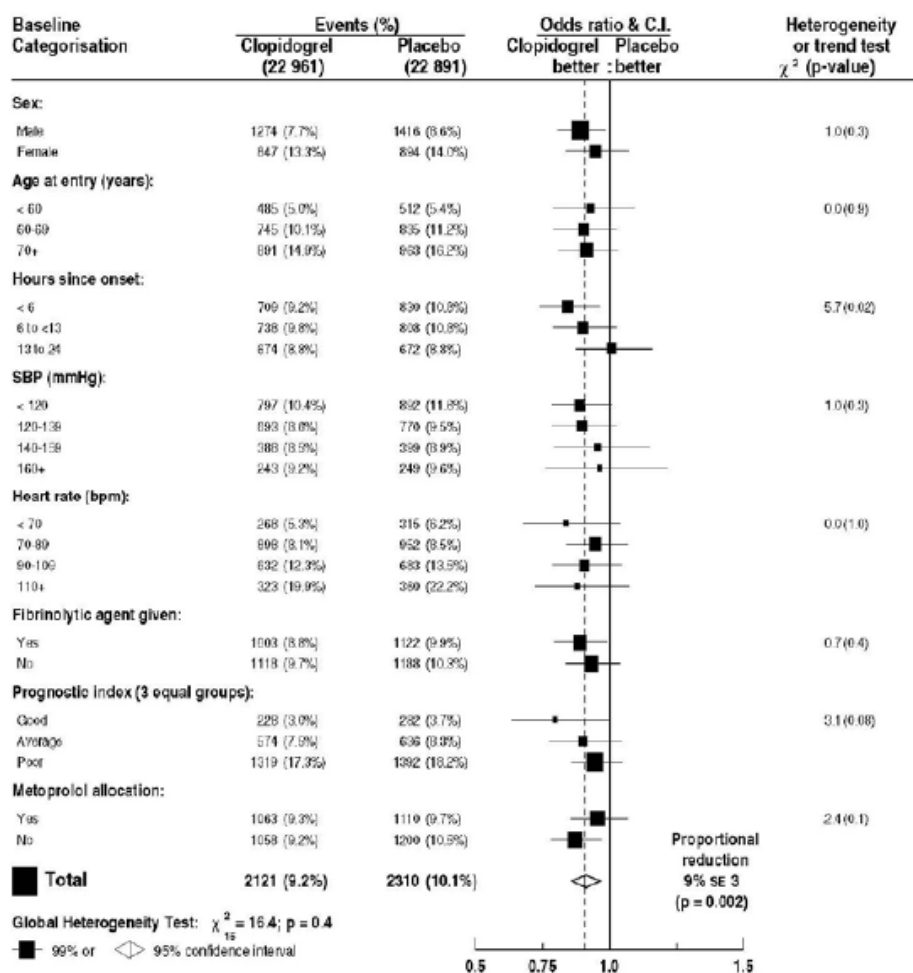 Baseline Categorisation Events (%) Odds ratio & C.I. Heterogeneity or trend test
Clopidogrel (22 961) Placebo (22 891) Clopidogrel better Placebo better χ² (p-value)
Sex:
Male 1274 (7.7%) 1416 (8.6%) 1.0(0.3)
Female 847 (13.3%) 894 (14.0%)
Age at entry (years):
< 60 485 (5.0%) 512 (5.4%) 0.0(0.9)
60-69 745 (10.1%) 835 (11.2%)
70+ 891 (14.9%) 963 (16.2%)
Hours since onset:
< 6 709 (9.2%) 830 (10.8%) 5.7(0.02)
6 to <13 738 (9.8%) 808 (10.8%)
13 to 24 674 (8.8%) 672 (8.8%)
SBP (mmHg):
< 120 797 (10.4%) 892 (11.6%) 1.0(0.3)
120-139 693 (8.6%) 770 (9.5%)
140-159 388 (8.5%) 399 (8.9%)
160+ 243 (9.2%) 249 (9.6%)
Heart rate (bpm):
< 70 268 (5.3%) 315 (6.2%) 0.0(1.0)
70-89 898 (8.1%) 952 (8.5%)
90-109 632 (12.3%) 683 (13.5%)
110+ 323 (19.9%) 360 (22.2%)
Fibrinolytic agent given:
Yes 1003 (8.8%) 1122 (9.9%) 0.7(0.4)
No 1118 (9.7%) 1188 (10.3%)
Prognostic index (3 equal groups):
Good 228 (3.0%) 282 (3.7%) 3.1(0.08)
Average 574 (7.5%) 636 (8.3%)
Poor 1319 (17.3%) 1392 (18.2%)
Metoprolol allocation:
Yes 1063 (9.3%) 1110 (9.7%) 2.4(0.1)
No 1058 (9.2%) 1200 (10.5%)
Total 2121 (9.2%) 2310 (10.1%)
Proportional
reduction
9% SE 3
(p = 0.002)
Global Heterogeneity Test: χ²₁₆ = 16.4; p = 0.4
99% or 95% confidence interval
0.5 0.75 1.0 1.5